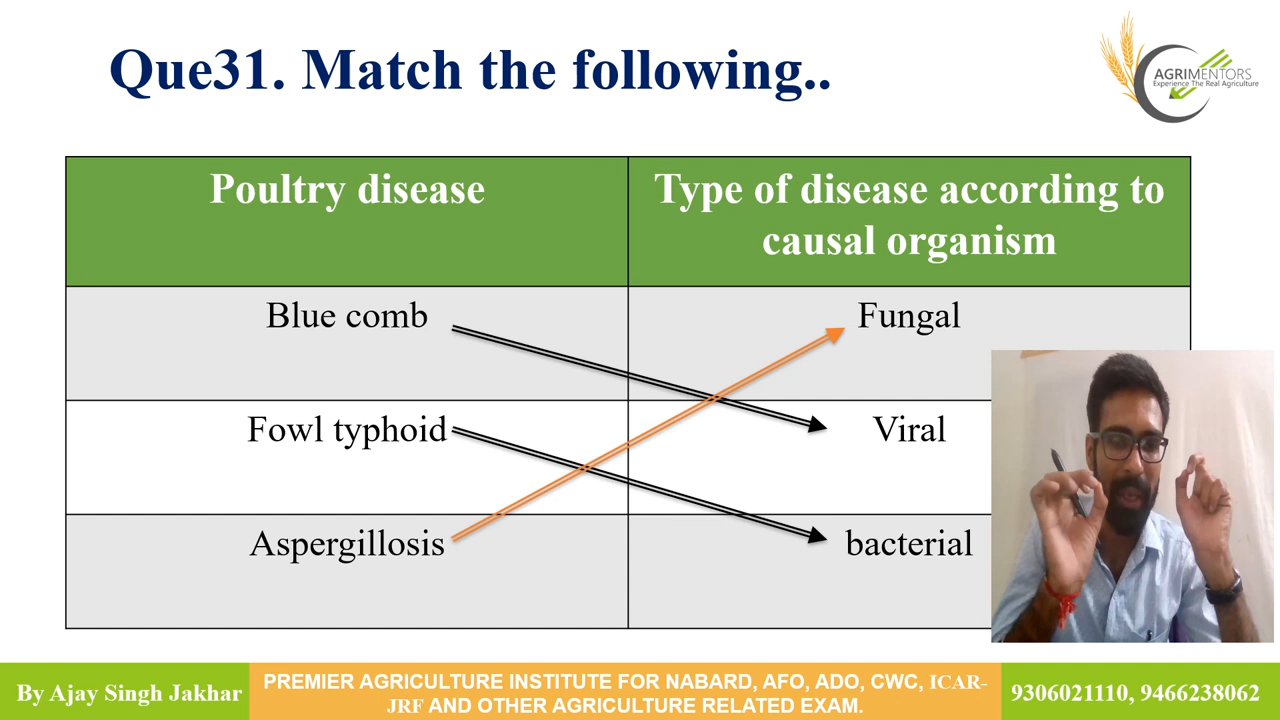 Que31. Match the following..
AGRIMENTORS
Experience The Real Agriculture
Poultry disease
Type of disease according to
causal organism
Blue comb
Fungal
Fowl typhoid
Viral
Aspergillosis
bacterial
By Ajay Singh Jakhar
PREMIER AGRICULTURE INSTITUTE FOR NABARD, AFO, ADO, CWC, ICAR-
JRF AND OTHER AGRICULTURE RELATED EXAM.
9306021110, 9466238062